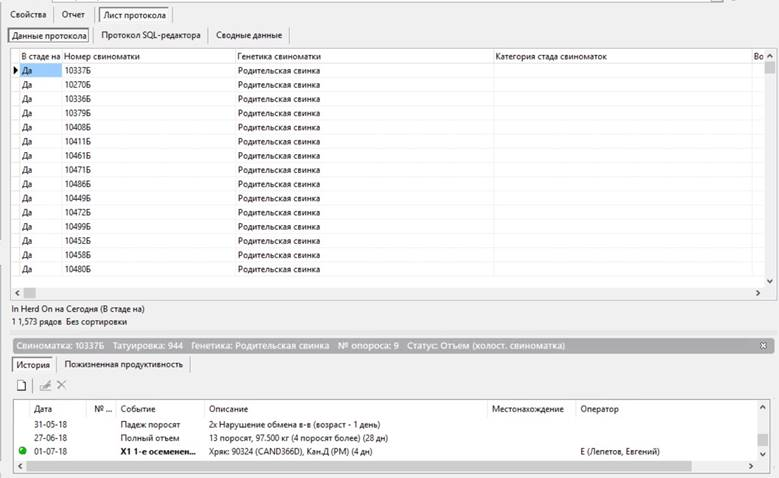 Свойства Отчет Лист протокола
Данные протокола Протокол SQL-редактора Сводные данные
В стаде на Номер свиноматки Генетика свиноматки Категория стада свиноматок Во
Да 10337Б Родительская свинка
Да 10270Б Родительская свинка
Да 10336Б Родительская свинка
Да 10379Б Родительская свинка
Да 10408Б Родительская свинка
Да 10411Б Родительская свинка
Да 10461Б Родительская свинка
Да 10471Б Родительская свинка
Да 10486Б Родительская свинка
Да 10449Б Родительская свинка
Да 10472Б Родительская свинка
Да 10499Б Родительская свинка
Да 10452Б Родительская свинка
Да 10458Б Родительская свинка
Да 10480Б Родительская свинка
In Herd On на Сегодня (В стаде на)
1 1,573 рядов Без сортировки
Свиноматка: 10337Б Татуировка: 944 Генетика: Родительская свинка № опороса: 9 Статус: Отъем (холост. свиноматка)
История Пожизненная продуктивность
Дата № ... Событие Описание Местонахождение Оператор
31-05-18 Падеж поросят 2x Нарушение обмена в-в (возраст - 1 день)
27-06-18 Полный отъем 13 поросят, 97.500 кг (4 поросят более) (28 дн)
01-07-18 X1 1-е осеменен... Хряк: 90324 (CAND366D), Кан.Д (РМ) (4 дн) Е (Лепетов, Евгений)